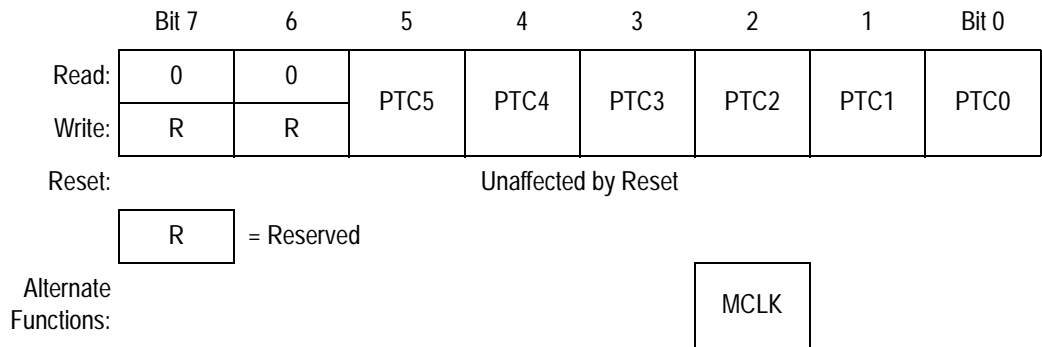 Bit 7 6 5 4 3 2 1 Bit 0
Read: 0 0 PTC5 PTC4 PTC3 PTC2 PTC1 PTC0
Write: R R
Reset: Unaffected by Reset
R = Reserved
Alternate
Functions: MCLK